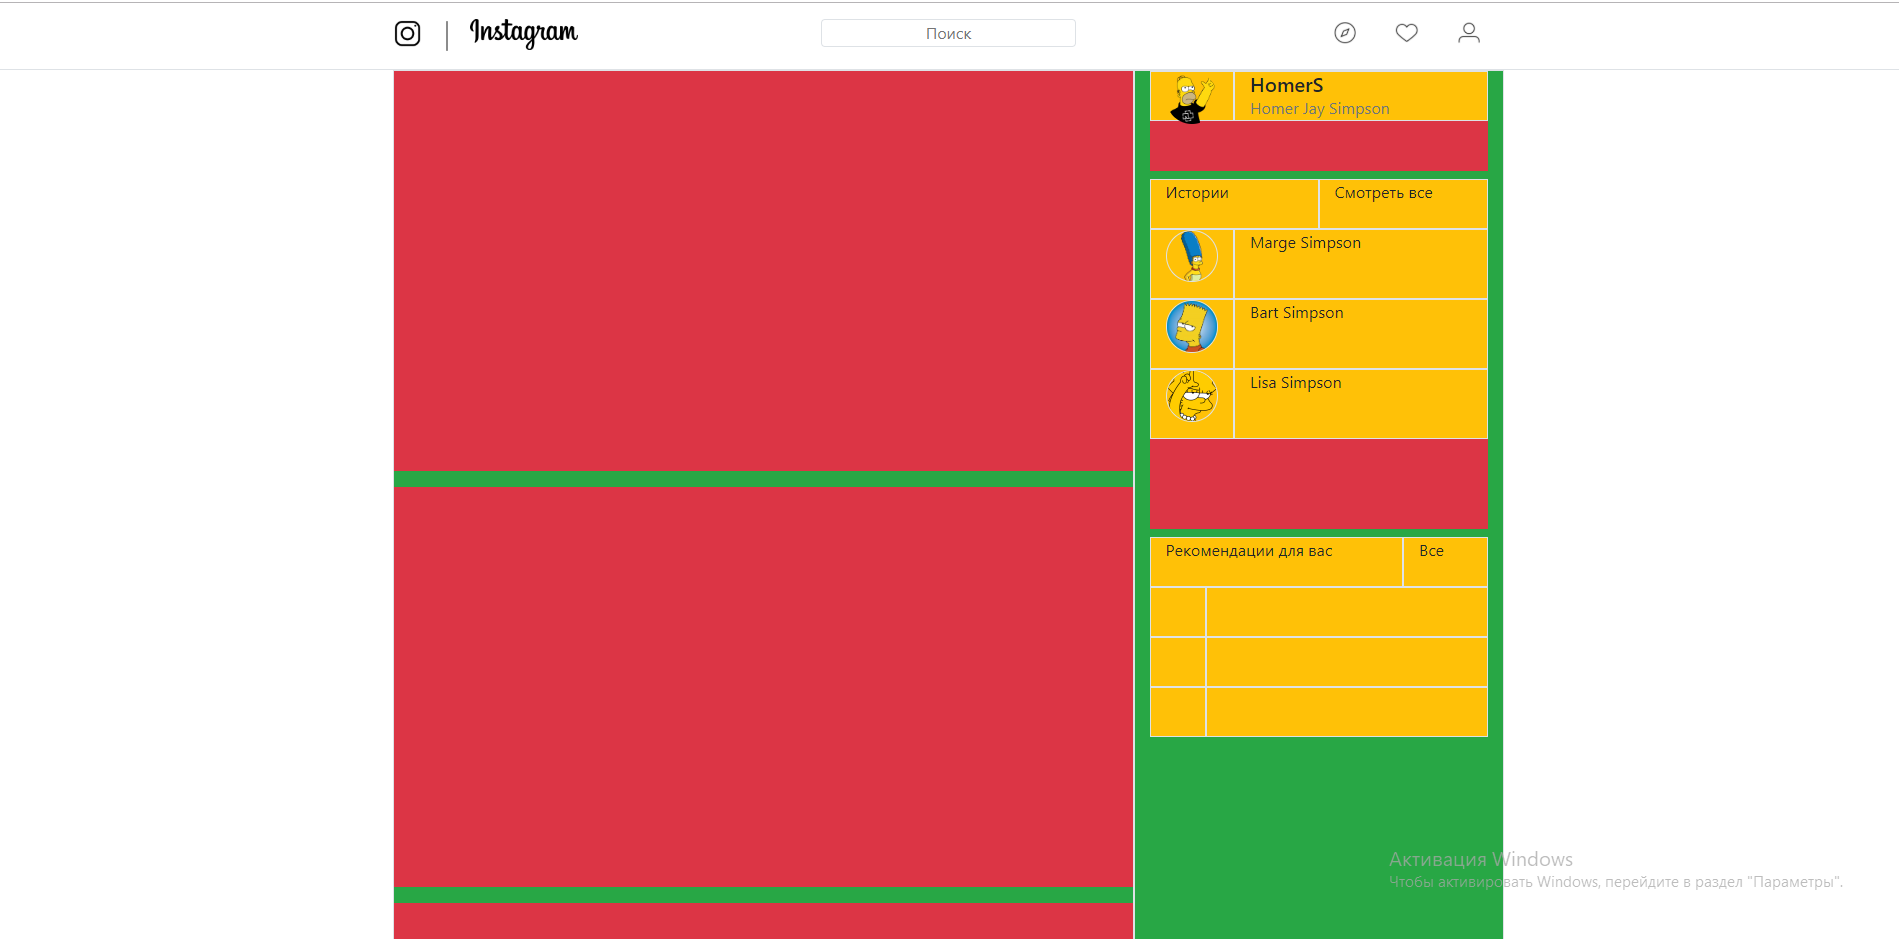 Instagram
Поиск
HomerS
Homer Jay Simpson
Истории
Смотреть все
Marge Simpson
Bart Simpson
Lisa Simpson
Рекомендации для вас
Все
Активация Windows
Чтобы активировать Windows, перейдите в раздел "Параметры".